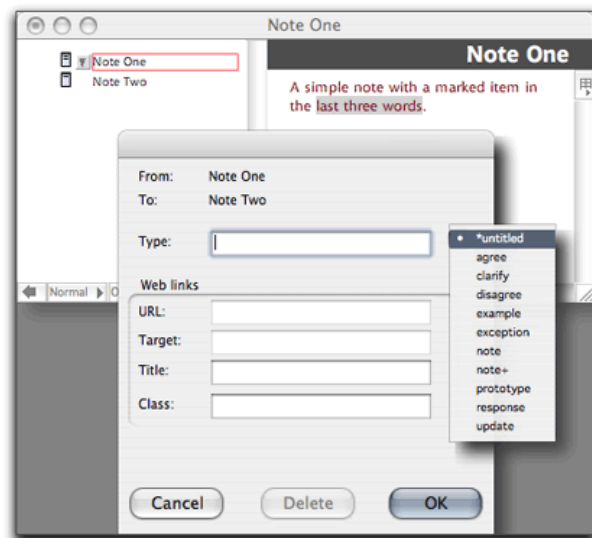 Note One
Note One
Note Two
Note One
A simple note with a marked item in
the last three words.
From: Note One
To: Note Two
Type:
Web links
URL:
Target:
Title:
Class:
*untitled
agree
clarify
disagree
example
exception
note
note+
prototype
response
update
Normal
Cancel
Delete
OK